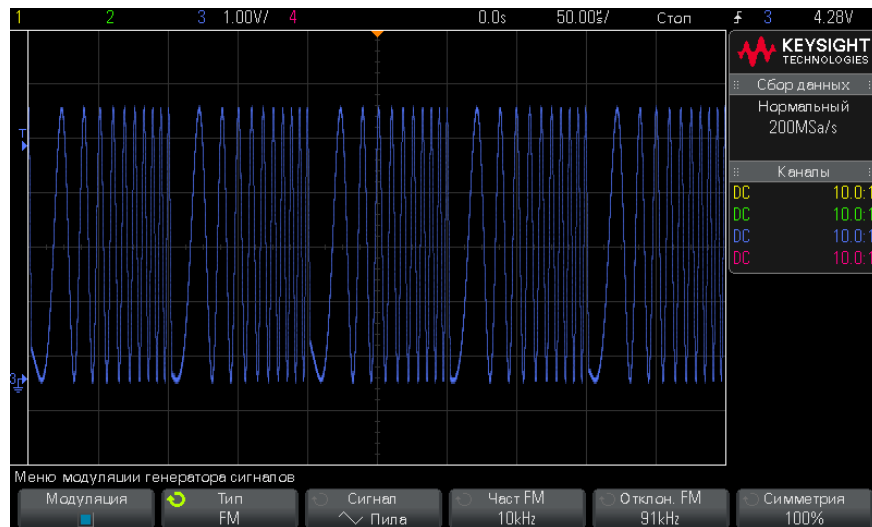 1 2 3 1.00V/ 4 0.0s 50.00us/ Стоп 3 4.28V
KEYSIGHT
TECHNOLOGIES
Сбор данных
Нормальный
200MSa/s
Каналы
DC 10.0:1
DC 10.0:1
DC 10.0:1
DC 10.0:1
T
3
Меню модуляции генератора сигналов
Модуляция Тип Сигнал Част FM Отклон. FM Симметрия
FM Пила 10kHz 91kHz 100%